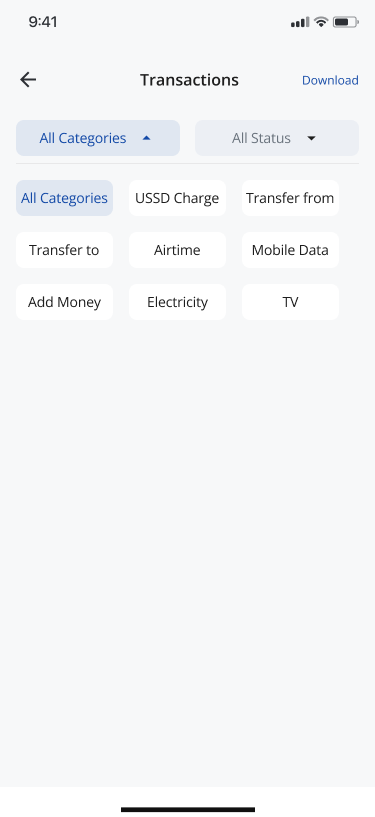 9:41
Transactions
Download
All Categories
All Status
All Categories
USSD Charge
Transfer from
Transfer to
Airtime
Mobile Data
Add Money
Electricity
TV